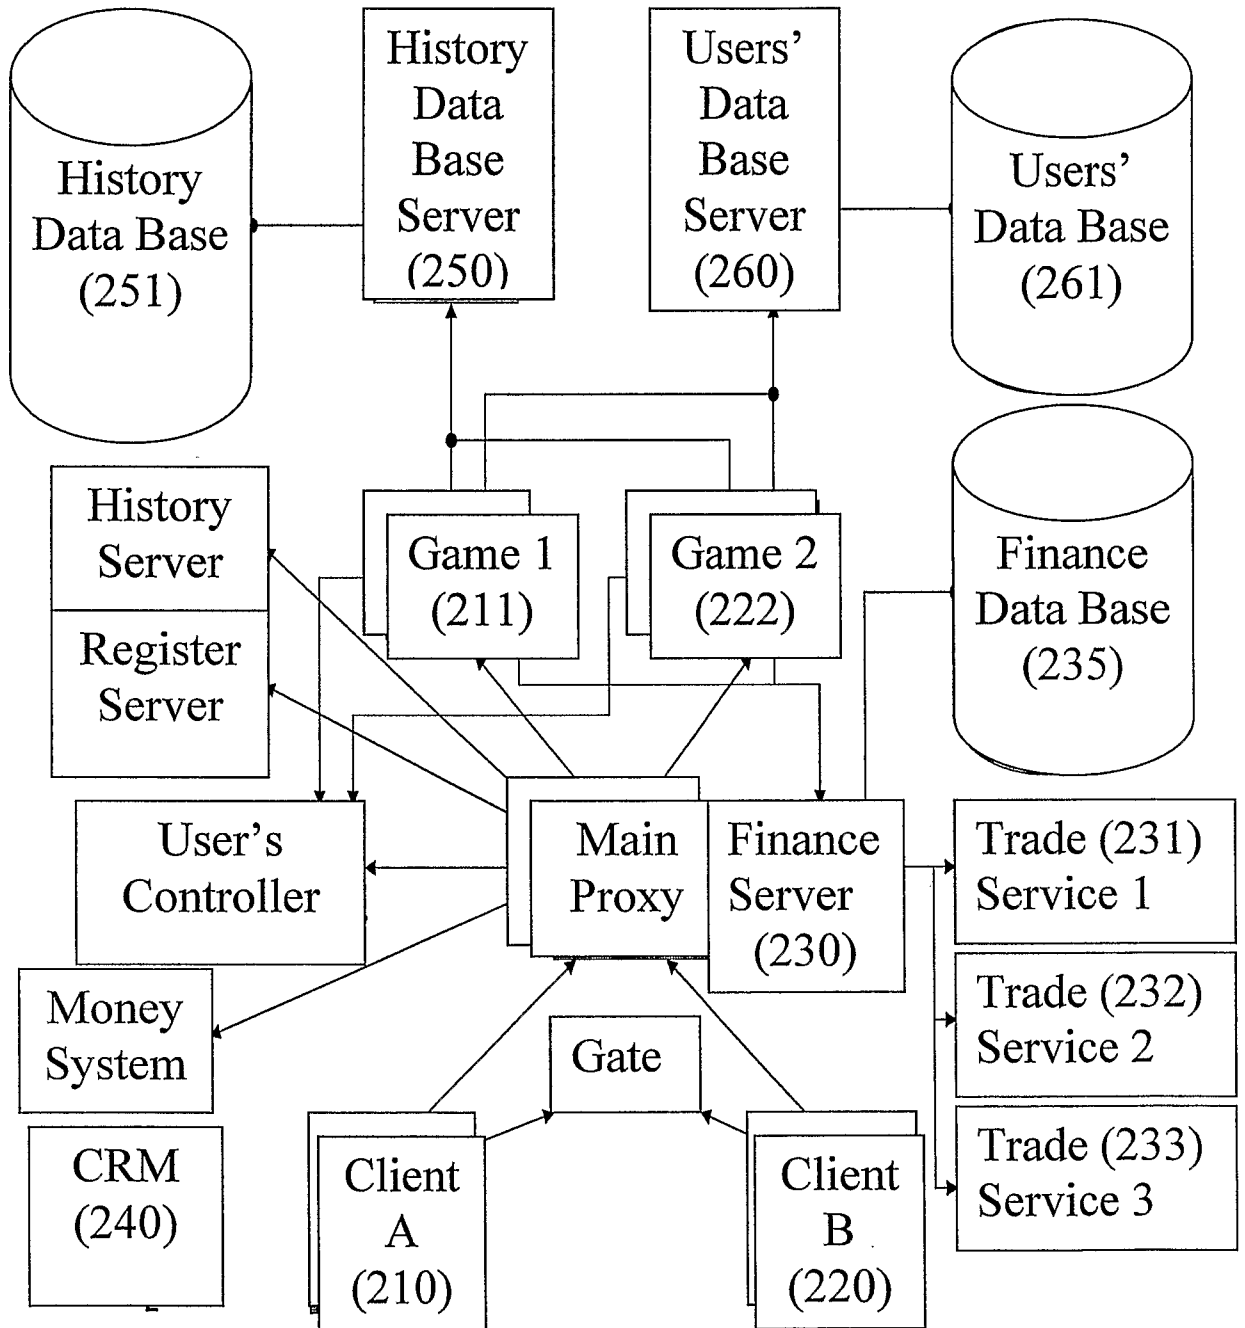 History
Data Base
(251)
History
Data
Base
Server
(250)
Users’
Data
Base
Server
(260)
Users’
Data Base
(261)
History
Server
Register
Server
Game 1
(211)
Game 2
(222)
Finance
Data Base
(235)
User’s
Controller
Main
Proxy
Finance
Server
(230)
Trade (231)
Service 1
Money
System
Gate
Trade (232)
Service 2
CRM
(240)
Client
A
(210)
Client
B
(220)
Trade (233)
Service 3